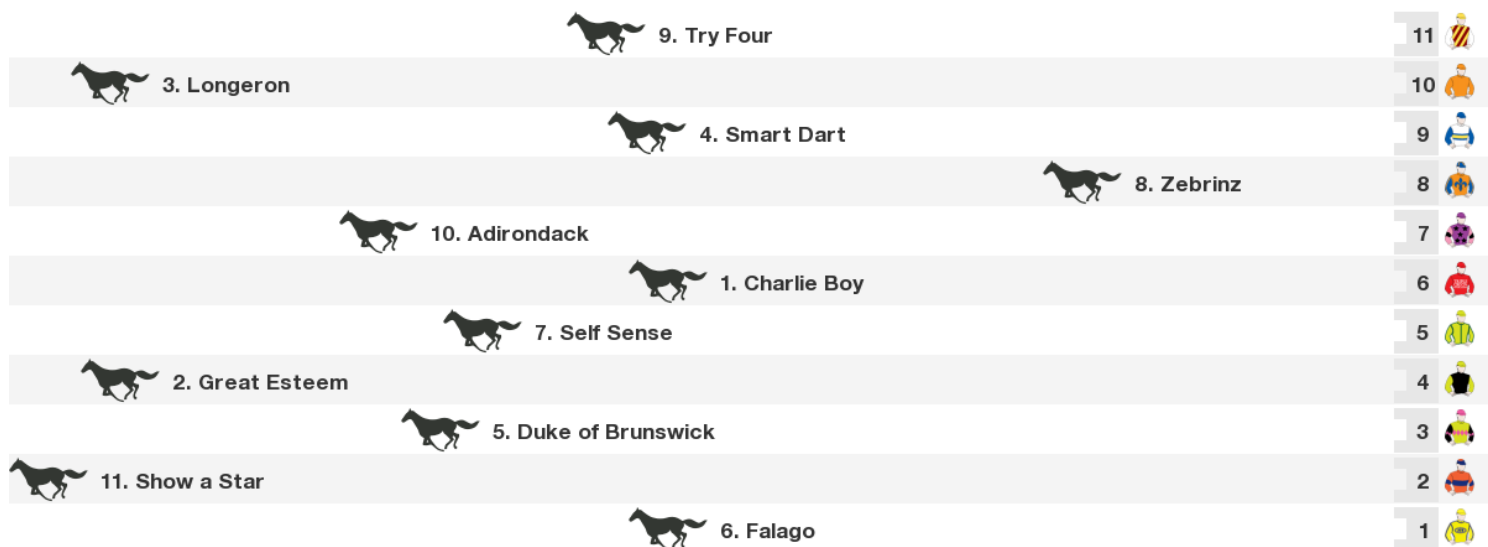 9. Try Four 11
3. Longeron 10
4. Smart Dart 9
8. Zebrinz 8
10. Adirondack 7
1. Charlie Boy 6
7. Self Sense 5
2. Great Esteem 4
5. Duke of Brunswick 3
11. Show a Star 2
6. Falago 1